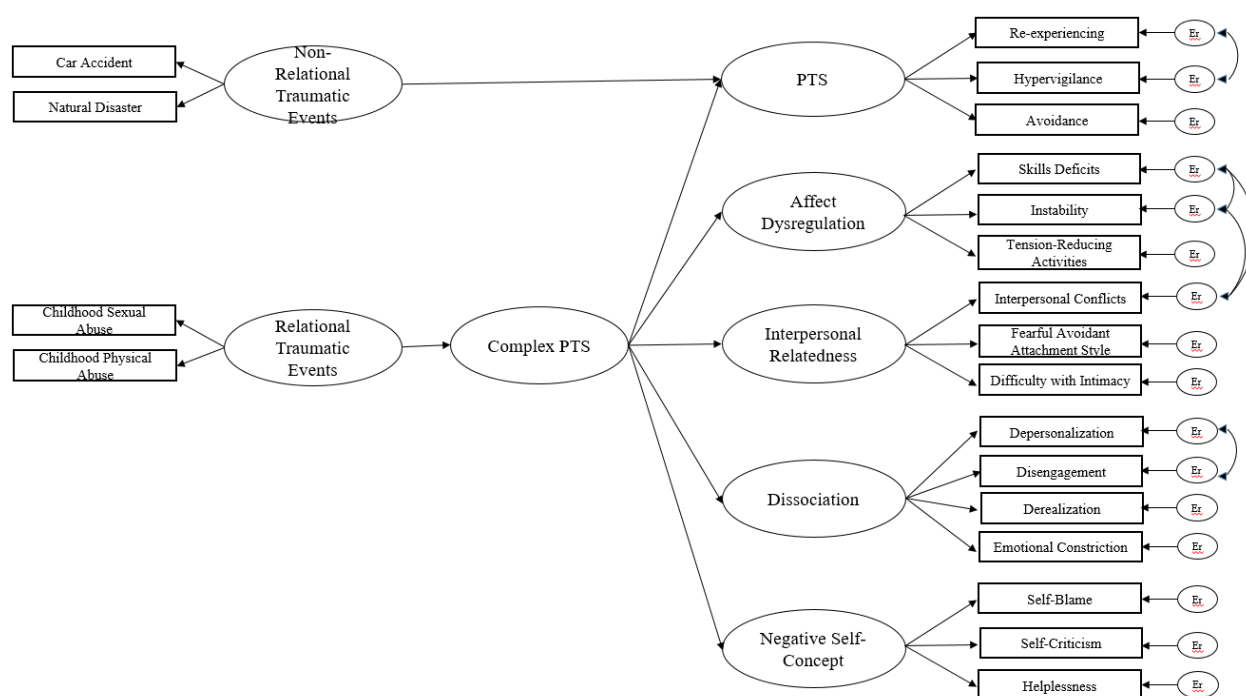 Car Accident
Natural Disaster
Non-
Relational
Traumatic
Events
PTS
Re-experiencing
Er
Hypervigilance
Er
Avoidance
Er
Affect
Dysregulation
Skills Deficits
Er
Instability
Er
Tension-Reducing
Activities
Er
Childhood Sexual
Abuse
Childhood Physical
Abuse
Relational
Traumatic
Events
Complex PTS
Interpersonal
Relatedness
Interpersonal Conflicts
Er
Fearful Avoidant
Attachment Style
Er
Difficulty with Intimacy
Er
Dissociation
Depersonalization
Er
Disengagement
Er
Derealization
Er
Emotional Constriction
Er
Negative Self-
Concept
Self-Blame
Er
Self-Criticism
Er
Helplessness
Er